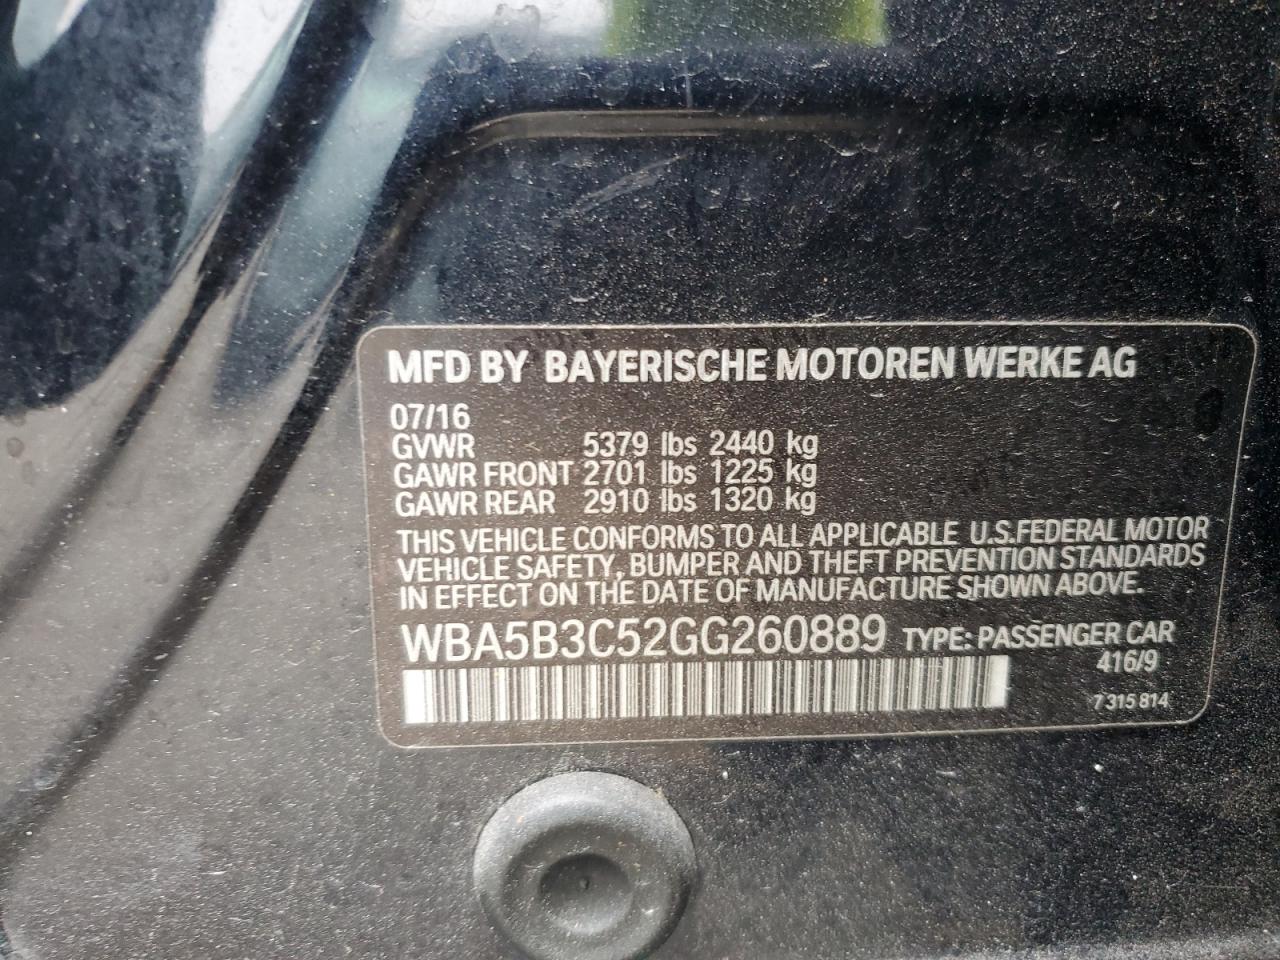 MFD BY BAYERISCHE MOTOREN WERKE AG
07/16
GVWR 5379 lbs 2440 kg
GAWR FRONT 2701 lbs 1225 kg
GAWR REAR 2910 lbs 1320 kg
THIS VEHICLE CONFORMS TO ALL APPLICABLE U.S.FEDERAL MOTOR
VEHICLE SAFETY, BUMPER AND THEFT PREVENTION STANDARDS
IN EFFECT ON THE DATE OF MANUFACTURE SHOWN ABOVE.
WBA5B3C52GG260889 TYPE: PASSENGER CAR
416/9
7 315 814